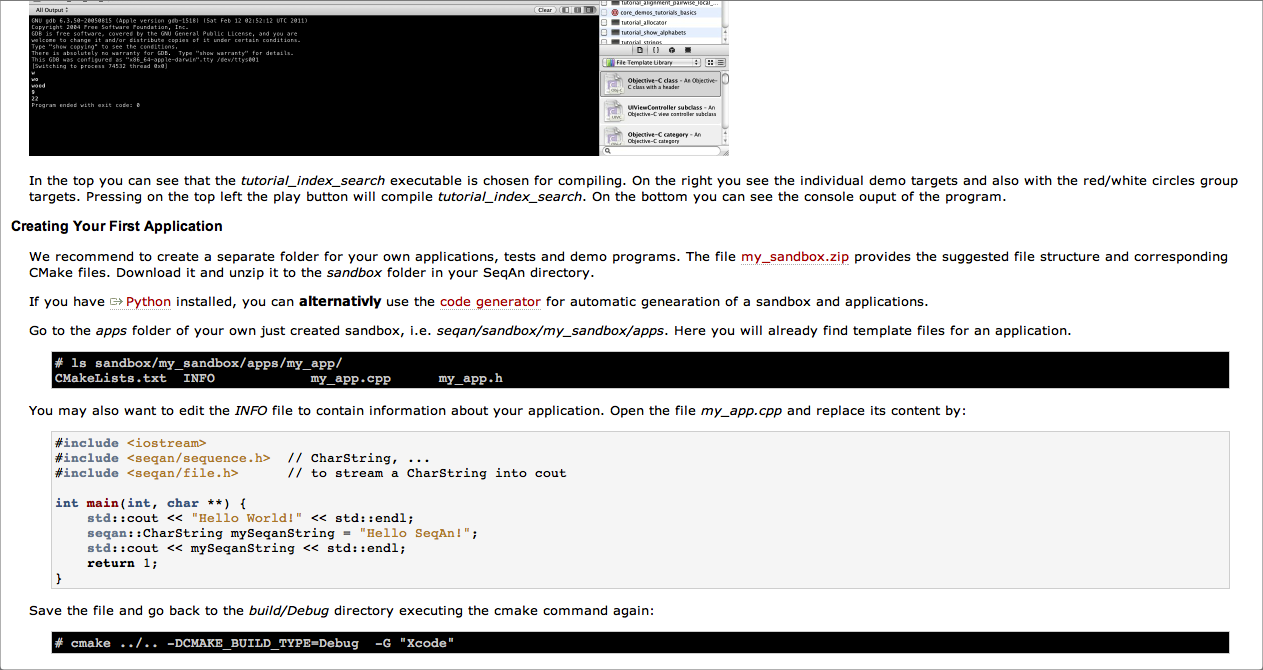 All Output
Clear
GNU gdb 6.3.50-20050815 (Apple version gdb-1518) (Sat Feb 12 02:52:12 UTC 2011)
Copyright 2004 Free Software Foundation, Inc.
GDB is free software, covered by the GNU General Public License, and you are
welcome to change it and/or distribute copies of it under certain conditions.
Type "show copying" to see the conditions.
There is absolutely no warranty for GDB.  Type "show warranty" for details.
This GDB was configured as "x86_64-apple-darwin".tty /dev/ttys001
[Switching to process 74532 thread 0x0]
w
wo
wood
9
22
Program ended with exit code: 0
tutorial_alignment_pairwise_local_...
core_demos_tutorials_basics
tutorial_allocator
tutorial_show_alphabets
tutorial_strings
File Template Library
Objective-C class – An Objective-
C class with a header
UIViewController subclass – An
Objective-C view controller subclass
Objective-C category – An
Objective-C category
In the top you can see that the tutorial_index_search executable is chosen for compiling. On the right you see the individual demo targets and also with the red/white circles group
targets. Pressing on the top left the play button will compile tutorial_index_search. On the bottom you can see the console ouput of the program.
Creating Your First Application
We recommend to create a separate folder for your own applications, tests and demo programs. The file my_sandbox.zip provides the suggested file structure and corresponding
CMake files. Download it and unzip it to the sandbox folder in your SeqAn directory.
If you have Python installed, you can alternativly use the code generator for automatic genearation of a sandbox and applications.
Go to the apps folder of your own just created sandbox, i.e. seqan/sandbox/my_sandbox/apps. Here you will already find template files for an application.
# ls sandbox/my_sandbox/apps/my_app/
CMakeLists.txt  INFO            my_app.cpp      my_app.h
You may also want to edit the INFO file to contain information about your application. Open the file my_app.cpp and replace its content by:
#include <iostream>
#include <seqan/sequence.h>  // CharString, ...
#include <seqan/file.h>      // to stream a CharString into cout
int main(int, char **) {
    std::cout << "Hello World!" << std::endl;
    seqan::CharString mySeqanString = "Hello SeqAn!";
    std::cout << mySeqanString << std::endl;
    return 1;
}
Save the file and go back to the build/Debug directory executing the cmake command again:
# cmake ../.. -DCMAKE_BUILD_TYPE=Debug  -G "Xcode"